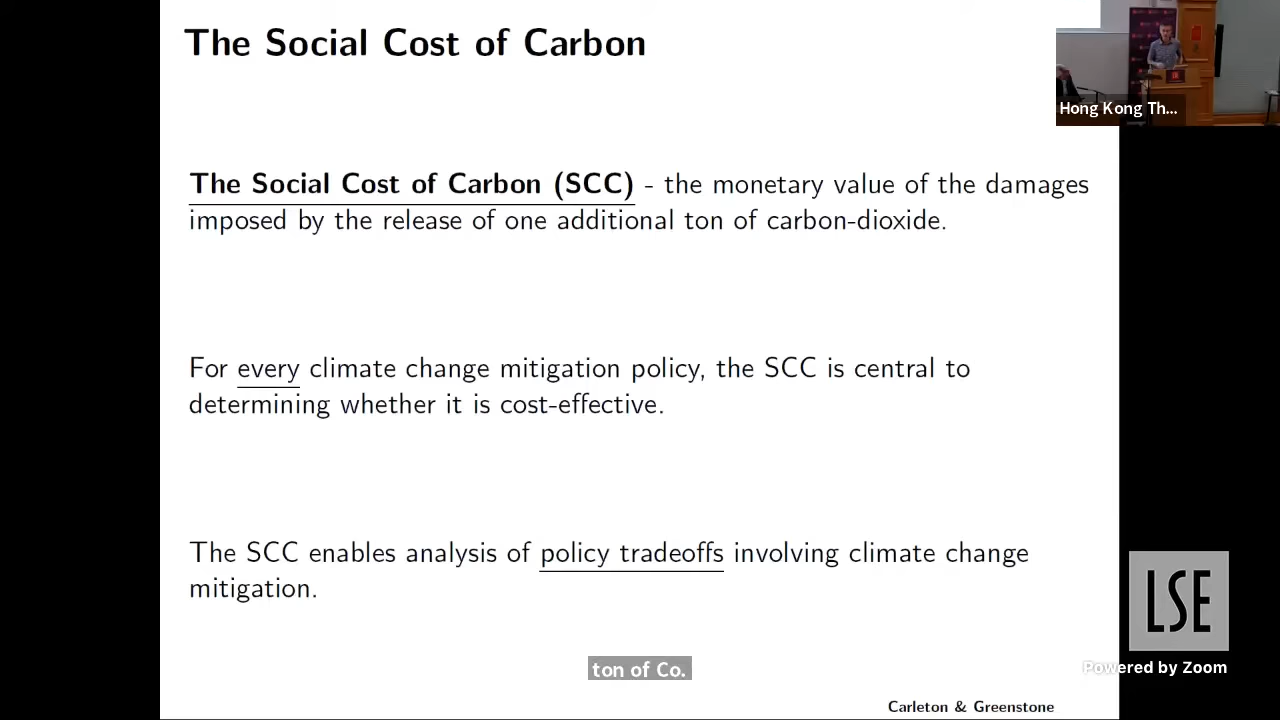 The Social Cost of Carbon
Hong Kong Th...
The Social Cost of Carbon (SCC) - the monetary value of the damages
imposed by the release of one additional ton of carbon-dioxide.
For every climate change mitigation policy, the SCC is central to
determining whether it is cost-effective.
The SCC enables analysis of policy tradeoffs involving climate change
mitigation.
LSE
ton of Co.
Powered by Zoom
Carleton & Greenstone